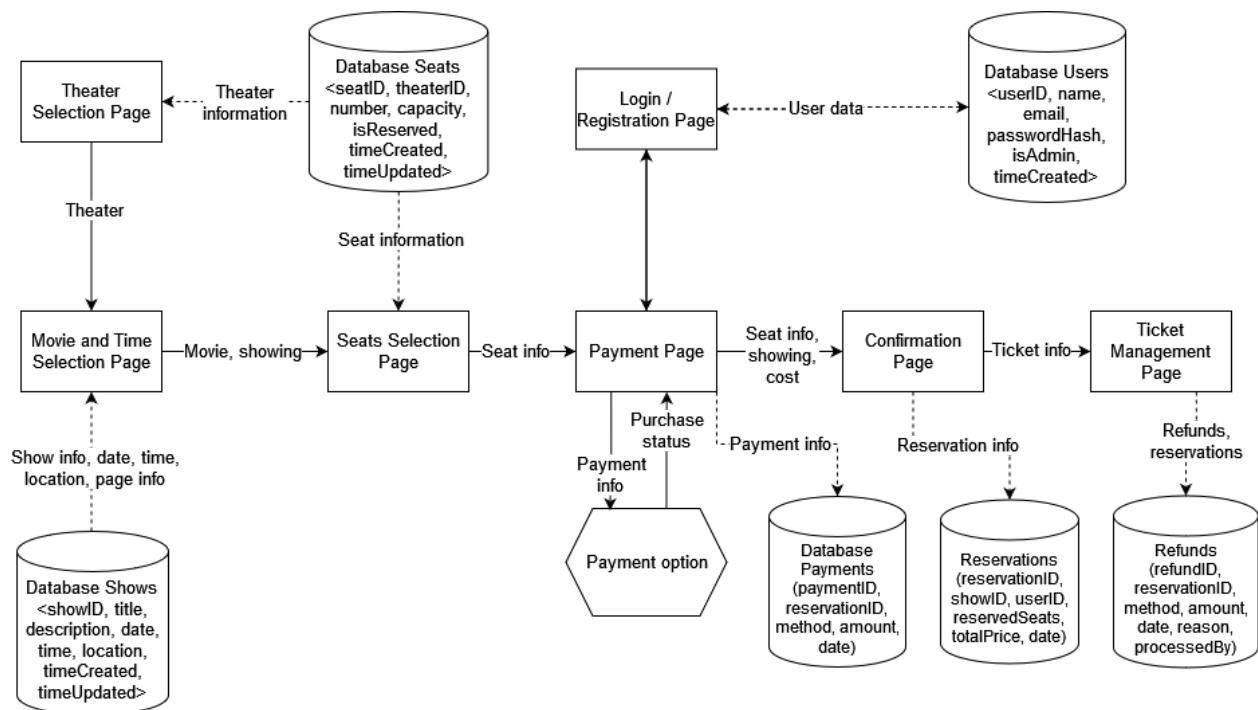 Theater
Selection Page
Theater
information
Database Seats
<seatID, theaterID,
number, capacity,
isReserved,
timeCreated,
timeUpdated>
Login /
Registration Page
User data
Database Users
<userID, name,
email,
passwordHash,
isAdmin,
timeCreated>
Theater
Seat information
Movie and Time
Selection Page
Movie, showing
Seats Selection
Page
Seat info
Payment Page
Seat info,
showing,
cost
Confirmation
Page
Ticket info
Ticket
Management
Page
Show info, date, time,
location, page info
Payment
info
Purchase
status
Payment info
Reservation info
Refunds,
reservations
Database Shows
<showID, title,
description, date,
time, location,
timeCreated,
timeUpdated>
Payment option
Database
Payments
(paymentID,
reservationID,
method, amount,
date)
Reservations
(reservationID,
showID, userID,
reservedSeats,
totalPrice, date)
Refunds
(refundID,
reservationID,
method, amount,
date, reason,
processedBy)